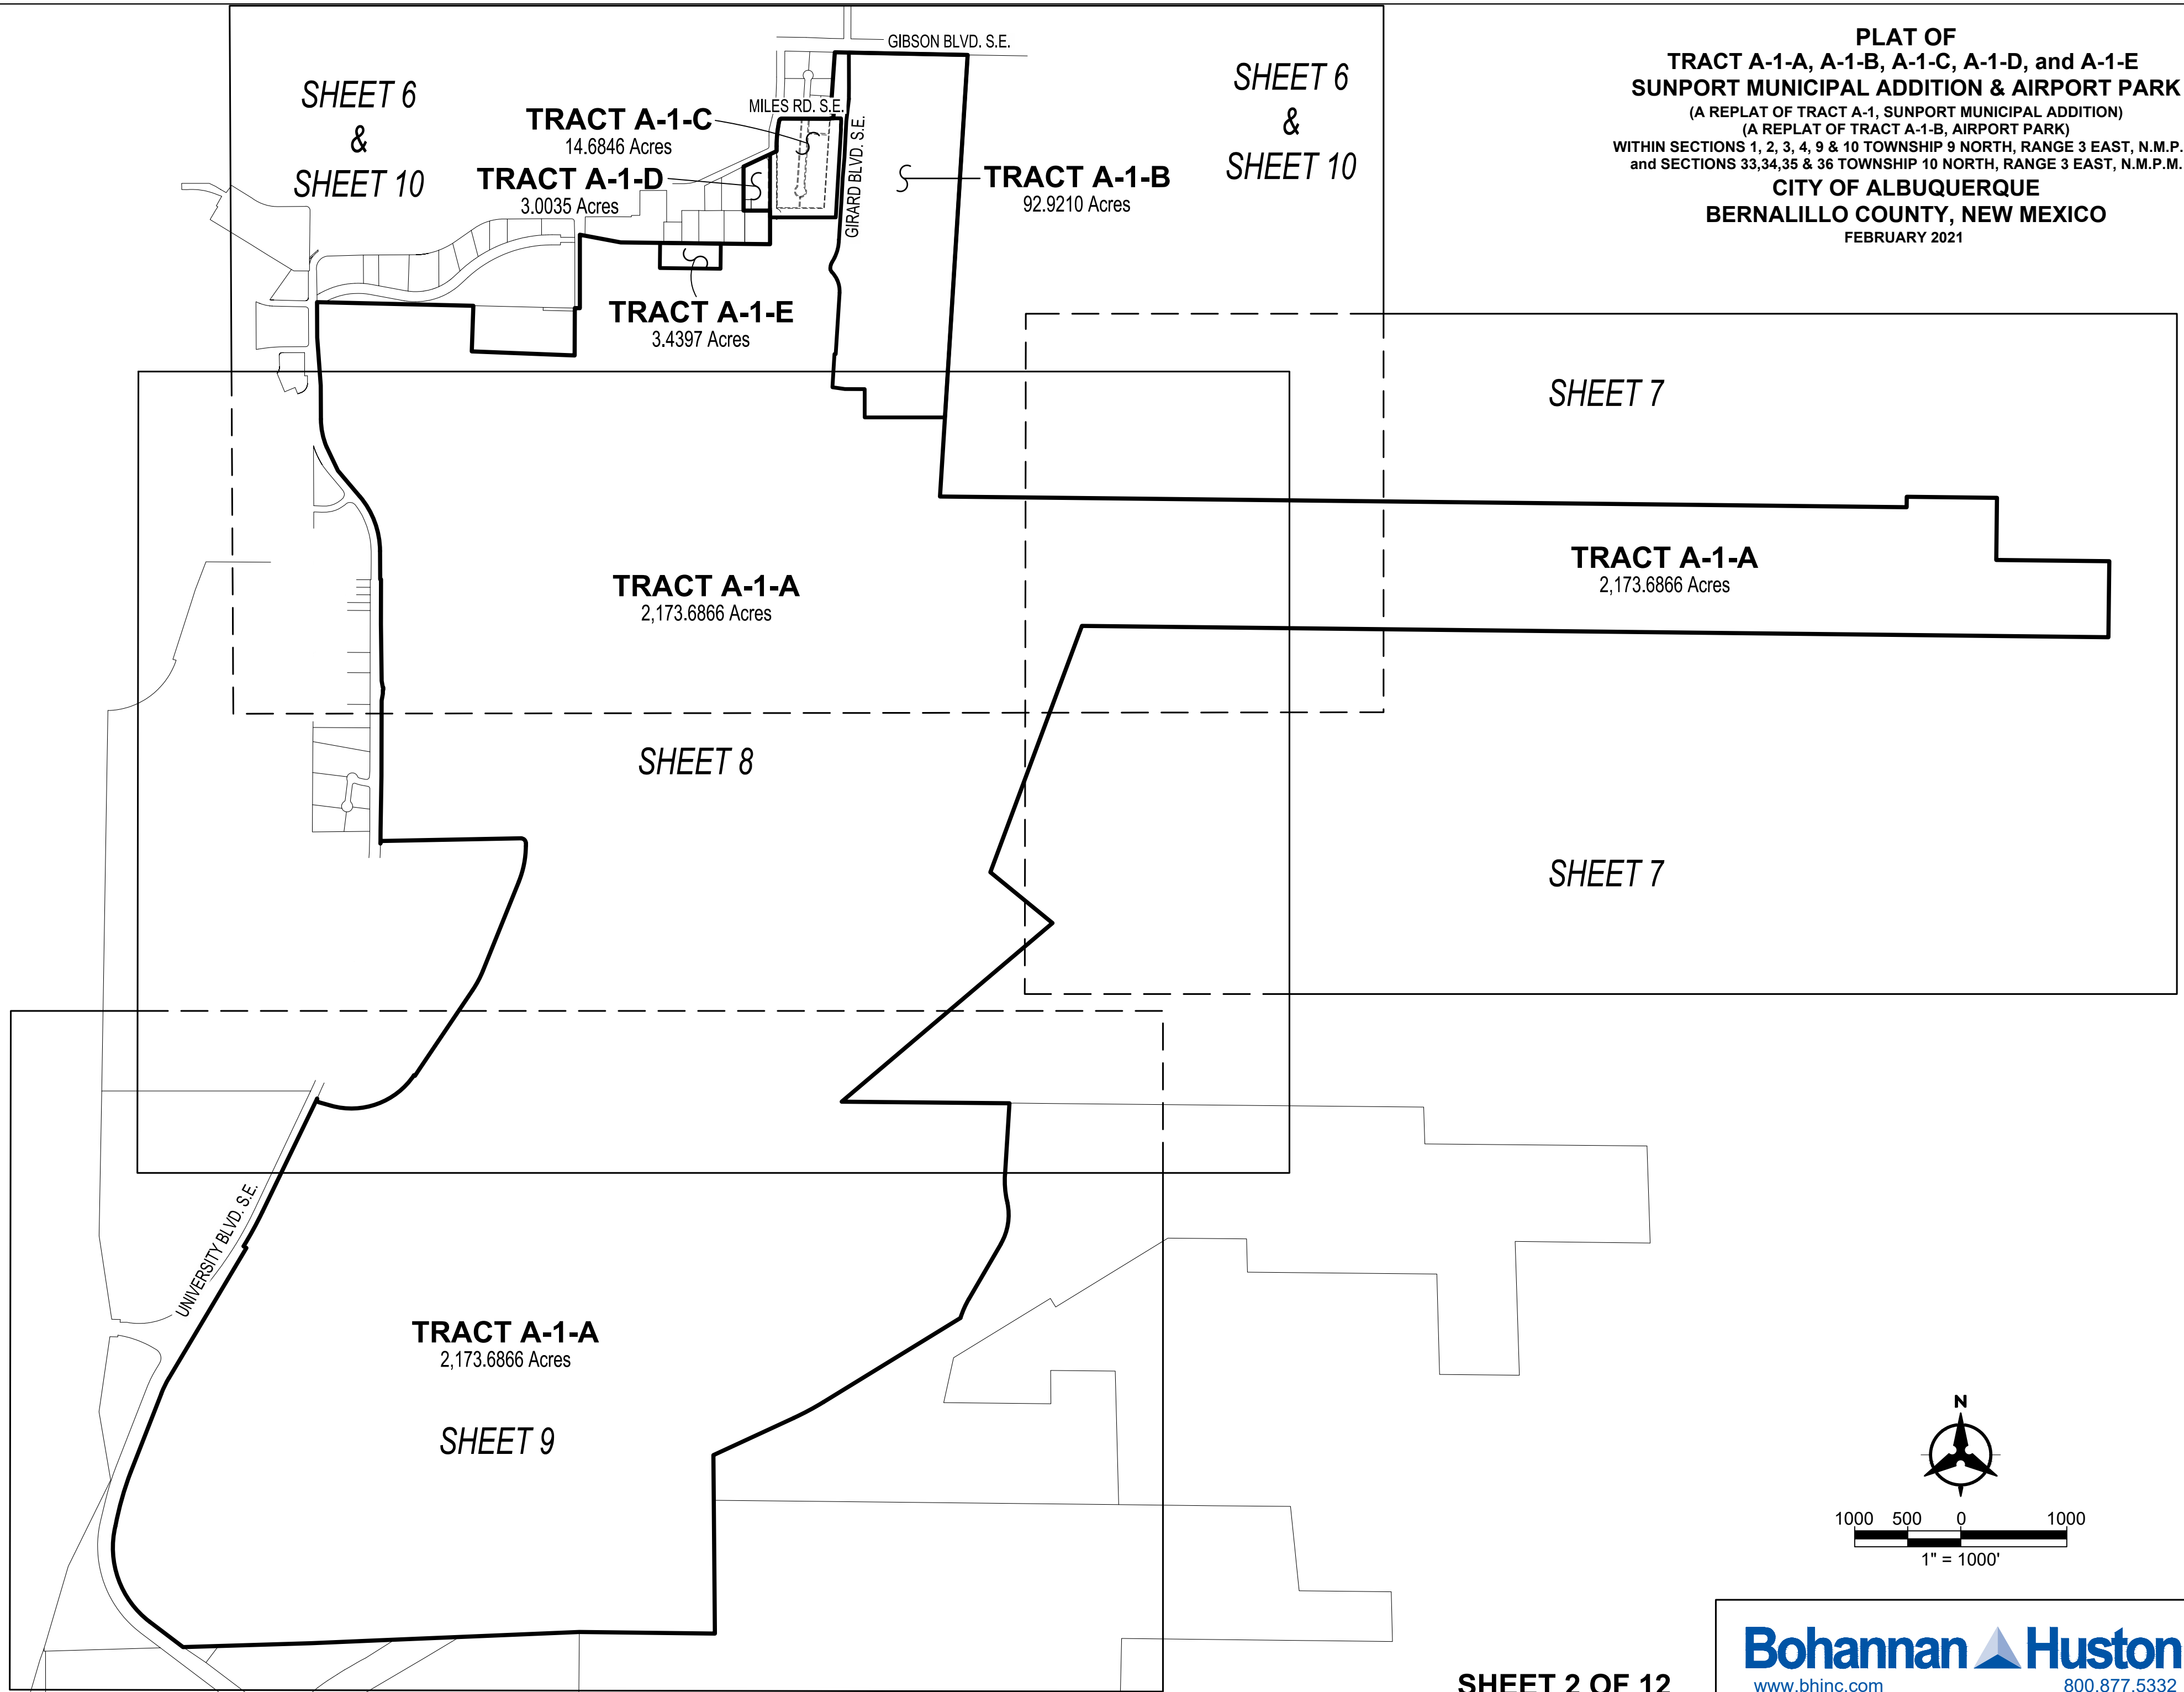 PLAT OF
TRACT A-1-A, A-1-B, A-1-C, A-1-D, and A-1-E
SUNPORT MUNICIPAL ADDITION & AIRPORT PARK
(A REPLAT OF TRACT A-1, SUNPORT MUNICIPAL ADDITION)
(A REPLAT OF TRACT A-1-B, AIRPORT PARK)
WITHIN SECTIONS 1, 2, 3, 4, 9 & 10 TOWNSHIP 9 NORTH, RANGE 3 EAST, N.M.P.
and SECTIONS 33,34,35 & 36 TOWNSHIP 10 NORTH, RANGE 3 EAST, N.M.P.M.
CITY OF ALBUQUERQUE
BERNALILLO COUNTY, NEW MEXICO
FEBRUARY 2021
GIBSON BLVD. S.E.
SHEET 6
&
SHEET 10
MILES RD. S.E.
TRACT A-1-C
14.6846 Acres
TRACT A-1-D
3.0035 Acres
GIRARD BLVD. S.E.
TRACT A-1-B
92.9210 Acres
SHEET 6
&
SHEET 10
TRACT A-1-E
3.4397 Acres
SHEET 7
TRACT A-1-A
2,173.6866 Acres
TRACT A-1-A
2,173.6866 Acres
SHEET 8
SHEET 7
UNIVERSITY BLVD. S.E.
TRACT A-1-A
2,173.6866 Acres
SHEET 9
N
1000 500 0 1000
1" = 1000'
SHEET 2 OF 12
Bohannan Huston
www.bhinc.com 800.877.5332